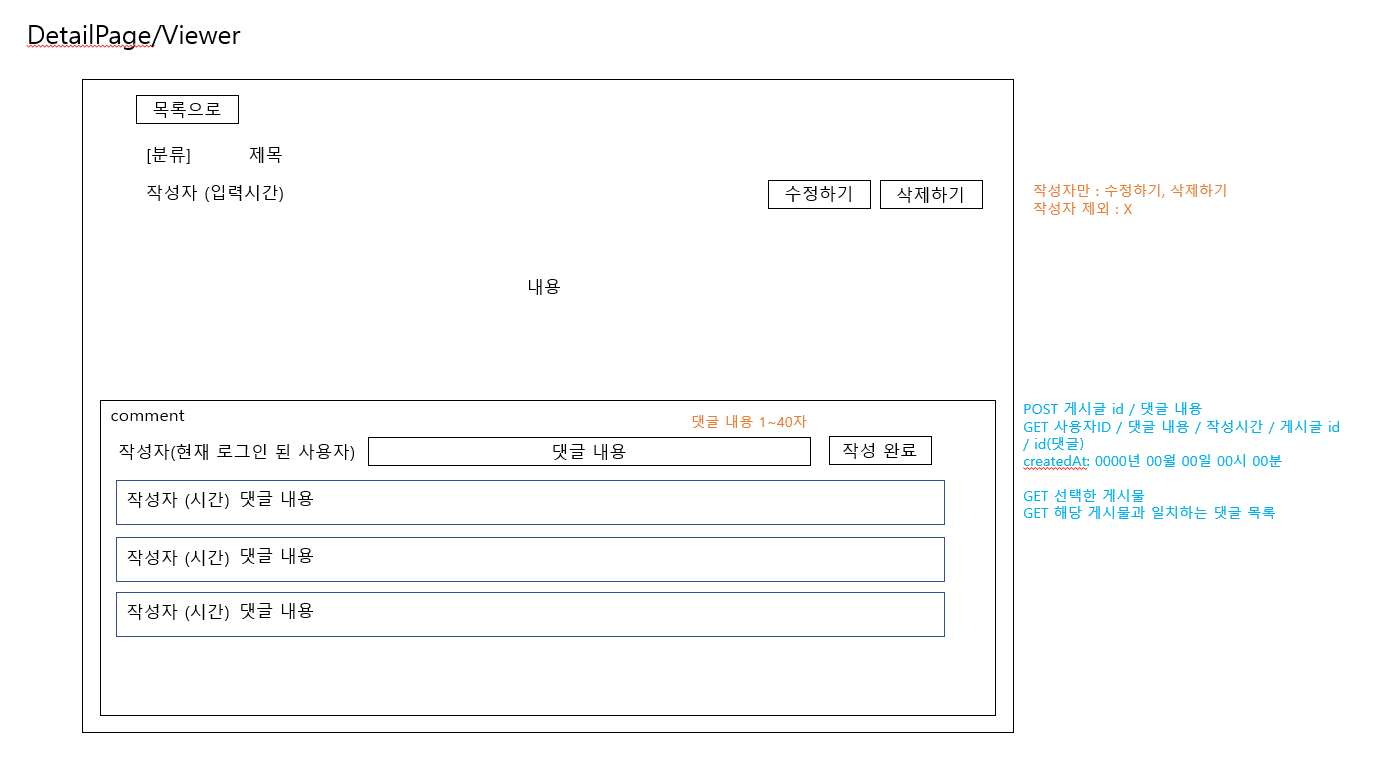 DetailPage/Viewer
목록으로
[분류] 제목
작성자 (입력시간)
수정하기
삭제하기
작성자만 : 수정하기, 삭제하기
작성자 제외 : X
내용
comment
댓글 내용 1~40자
작성자(현재 로그인 된 사용자)
댓글 내용
작성 완료
작성자 (시간) 댓글 내용
작성자 (시간) 댓글 내용
작성자 (시간) 댓글 내용
POST 게시글 id / 댓글 내용
GET 사용자ID / 댓글 내용 / 작성시간 / 게시글 id
/ id(댓글)
createdAt: 0000년 00월 00일 00시 00분
GET 선택한 게시물
GET 해당 게시물과 일치하는 댓글 목록